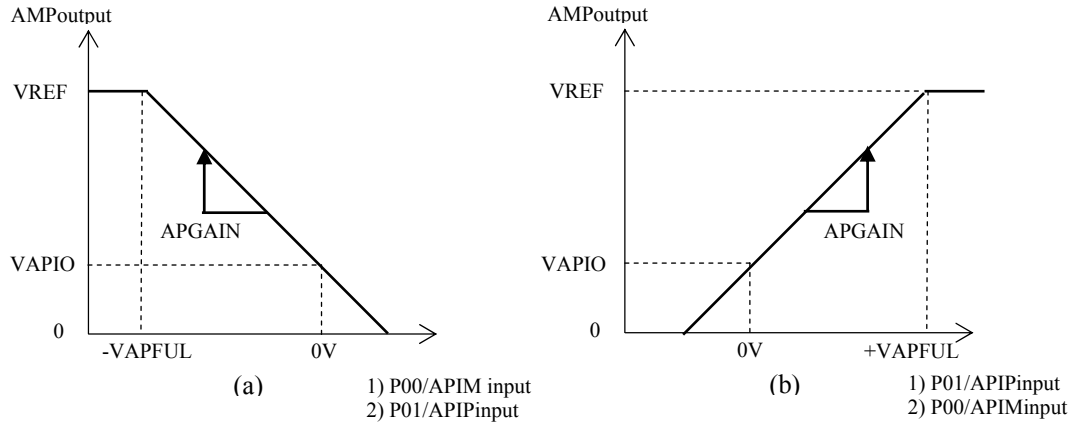 AMPoutput
VREF
APGAIN
VAPIO
0
-VAPFUL
0V
(a)
1) P00/APIM input
2) P01/APIPinput
AMPoutput
VREF
APGAIN
VAPIO
0
0V
+VAPFUL
(b)
1) P01/APIPinput
2) P00/APIMinput